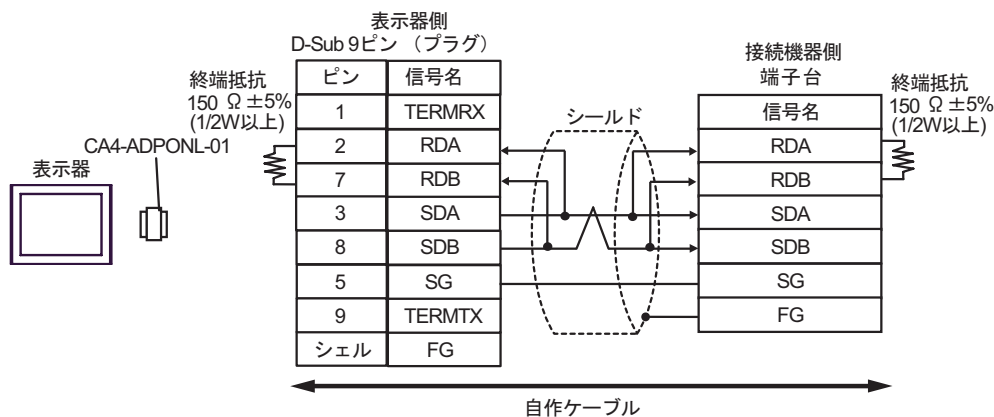 表示器側
D-Sub 9ピン （プラグ）
接続機器側
端子台
終端抵抗
150 Ω ±5%
(1/2W以上)
CA4-ADPONL-01
表示器
ピン 信号名
1 TERMRX
2 RDA
7 RDB
3 SDA
8 SDB
5 SG
9 TERMTX
シェル FG
シールド
信号名
RDA
RDB
SDA
SDB
SG
FG
終端抵抗
150 Ω ±5%
(1/2W以上)
自作ケーブル